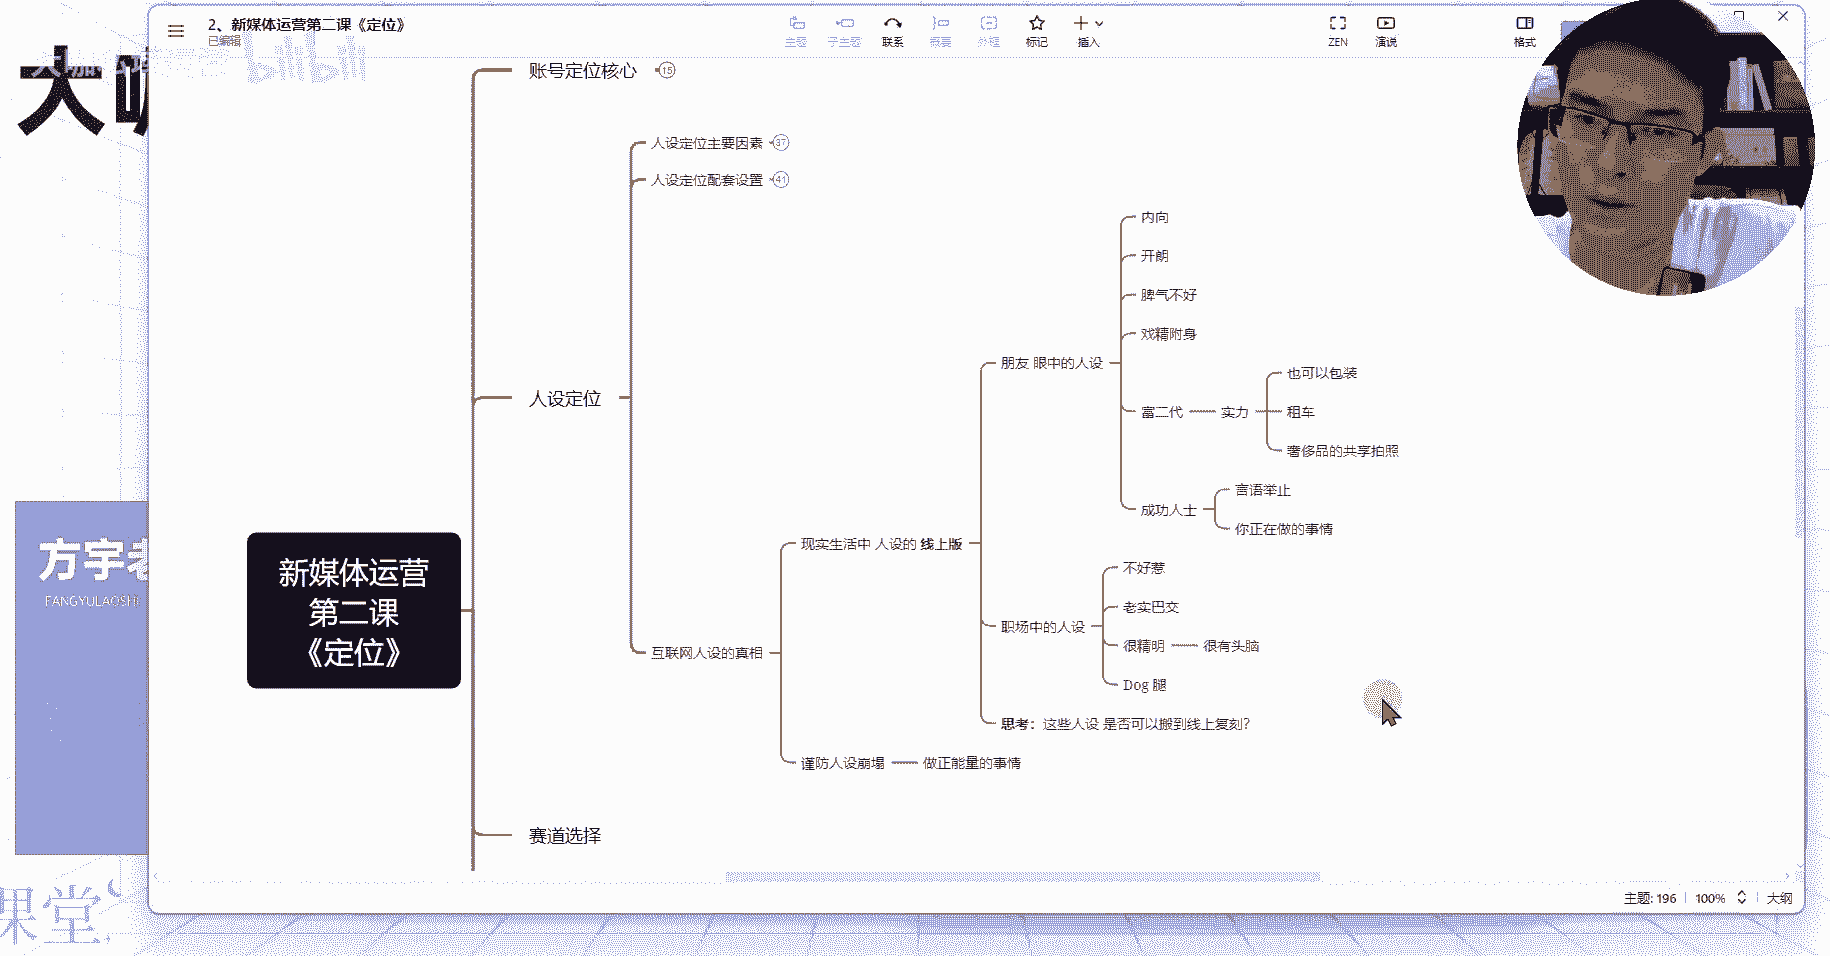 2、新媒体运营第二课《定位》
已编辑
主题
子主题
联系
概要
外框
标记
插入
ZEN
演说
格式
bilibili
账号定位核心
15
人设定位主要因素
37
人设定位配套设置
41
内向
开朗
脾气不好
戏精附身
朋友 眼中的人设
也可以包装
富二代
实力
租车
人设定位
奢侈品的共享拍照
言语举止
成功人士
你正在做的事情
现实生活中 人设的 线上版
不好惹
老实巴交
职场中的人设
很精明
很有头脑
互联网人设的真相
Dog 腿
思考：这些人设 是否可以搬到线上复刻？
谨防人设崩塌
做正能量的事情
新媒体运营
第二课
《定位》
赛道选择
方宇老
FANGYULAOSHI
课堂
主题: 196
100%
大纲